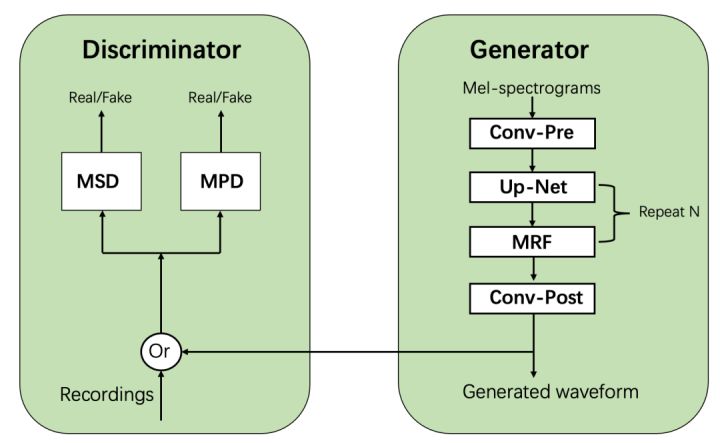 Discriminator
Real/Fake
Real/Fake
MSD
MPD
Or
Recordings
Generator
Mel-spectrograms
Conv-Pre
Up-Net
Repeat N
MRF
Conv-Post
Generated waveform